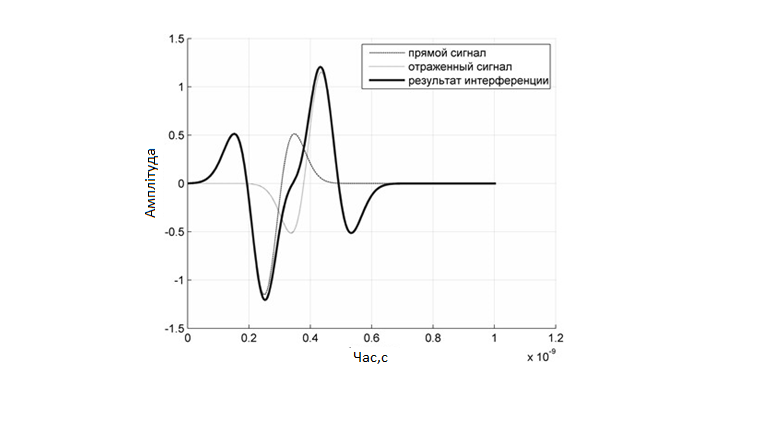 1.5
прямой сигнал
отраженный сигнал
результат интерференции
1
0.5
0
-0.5
-1
-1.5
Амплітуда
0 0.2 0.4 0.6 0.8 1 1.2
Час,с
x 10⁻⁹